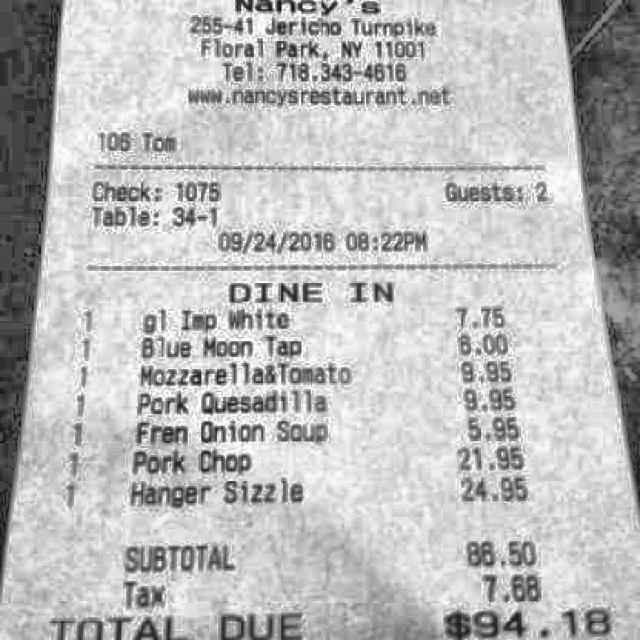 Nancy's
255-41 Jericho Turnpike
Floral Park, NY 11001
Tel: 718.343-4616
www.nancysrestaurant.net
106 Tom
Check: 1075 Guests: 2
Table: 34-1
09/24/2016 08:22PM
DINE IN
1 gl Imp White 7.75
1 Blue Moon Tap 6.00
1 Mozzarella&Tomato 9.95
1 Pork Quesadilla 9.95
1 Fren Onion Soup 5.95
1 Pork Chop 21.95
1 Hanger Sizzle 24.95
SUBTOTAL 86.50
Tax 7.68
TOTAL DUE $94.18